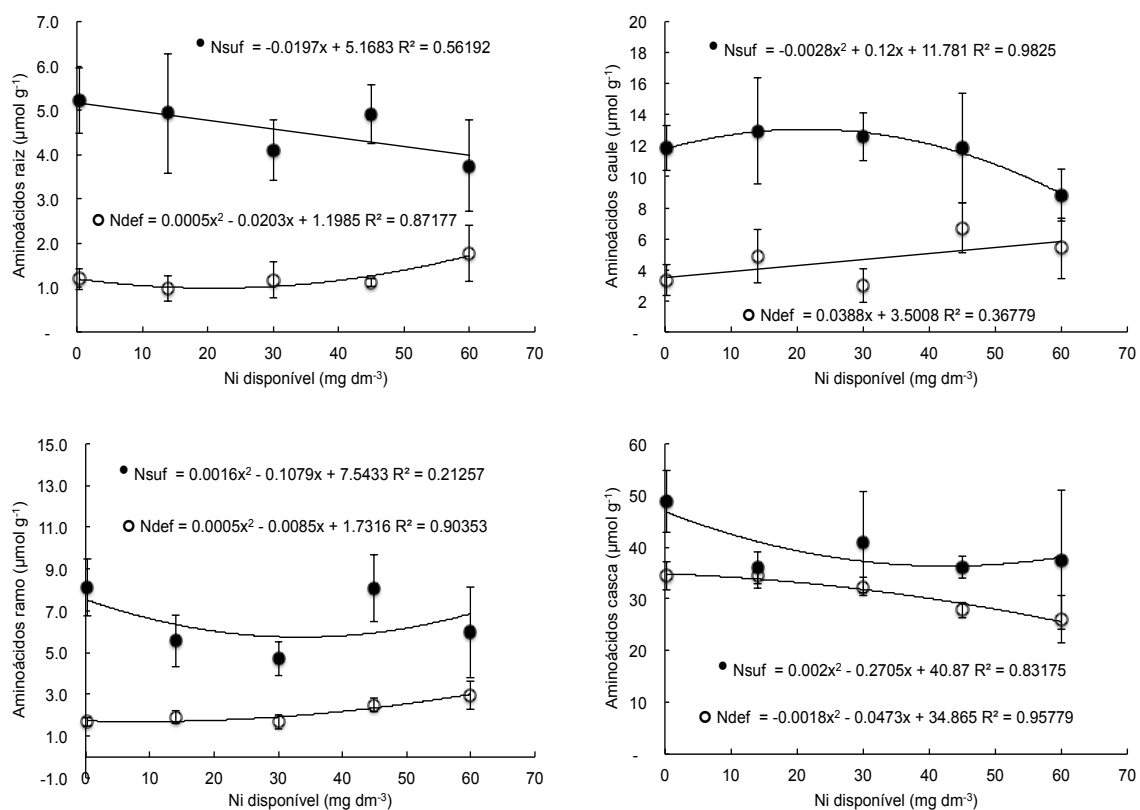 Aminoácidos raiz (µmol g⁻¹)
7.0
6.0
5.0
4.0
3.0
2.0
1.0
-
Nsuf = -0.0197x + 5.1683 R² = 0.56192
Ndef = 0.0005x² - 0.0203x + 1.1985 R² = 0.87177
0 10 20 30 40 50 60 70
Ni disponível (mg dm⁻³)
Aminoácidos caule (µmol g⁻¹)
20
18
16
14
12
10
8
6
4
2
-
Nsuf = -0.0028x² + 0.12x + 11.781 R² = 0.9825
Ndef = 0.0388x + 3.5008 R² = 0.36779
0 10 20 30 40 50 60 70
Ni disponível (mg dm⁻³)
Aminoácidos ramo (µmol g⁻¹)
15.0
13.0
11.0
9.0
7.0
5.0
3.0
1.0
-1.0
Nsuf = 0.0016x² - 0.1079x + 7.5433 R² = 0.21257
Ndef = 0.0005x² - 0.0085x + 1.7316 R² = 0.90353
0 10 20 30 40 50 60 70
Ni disponível (mg dm⁻³)
Aminoácidos casca (µmol g⁻¹)
60
50
40
30
20
10
-
Nsuf = 0.002x² - 0.2705x + 40.87 R² = 0.83175
Ndef = -0.0018x² - 0.0473x + 34.865 R² = 0.95779
0 10 20 30 40 50 60 70
Ni disponível (mg dm⁻³)